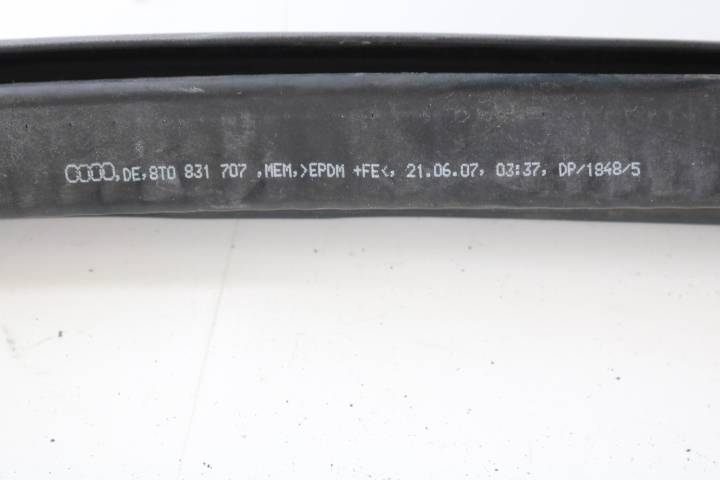 ,DE,8T0 831 707 ,MEM,>EPDM +FE<, 21.06.07, 03:37, DP/1848/5